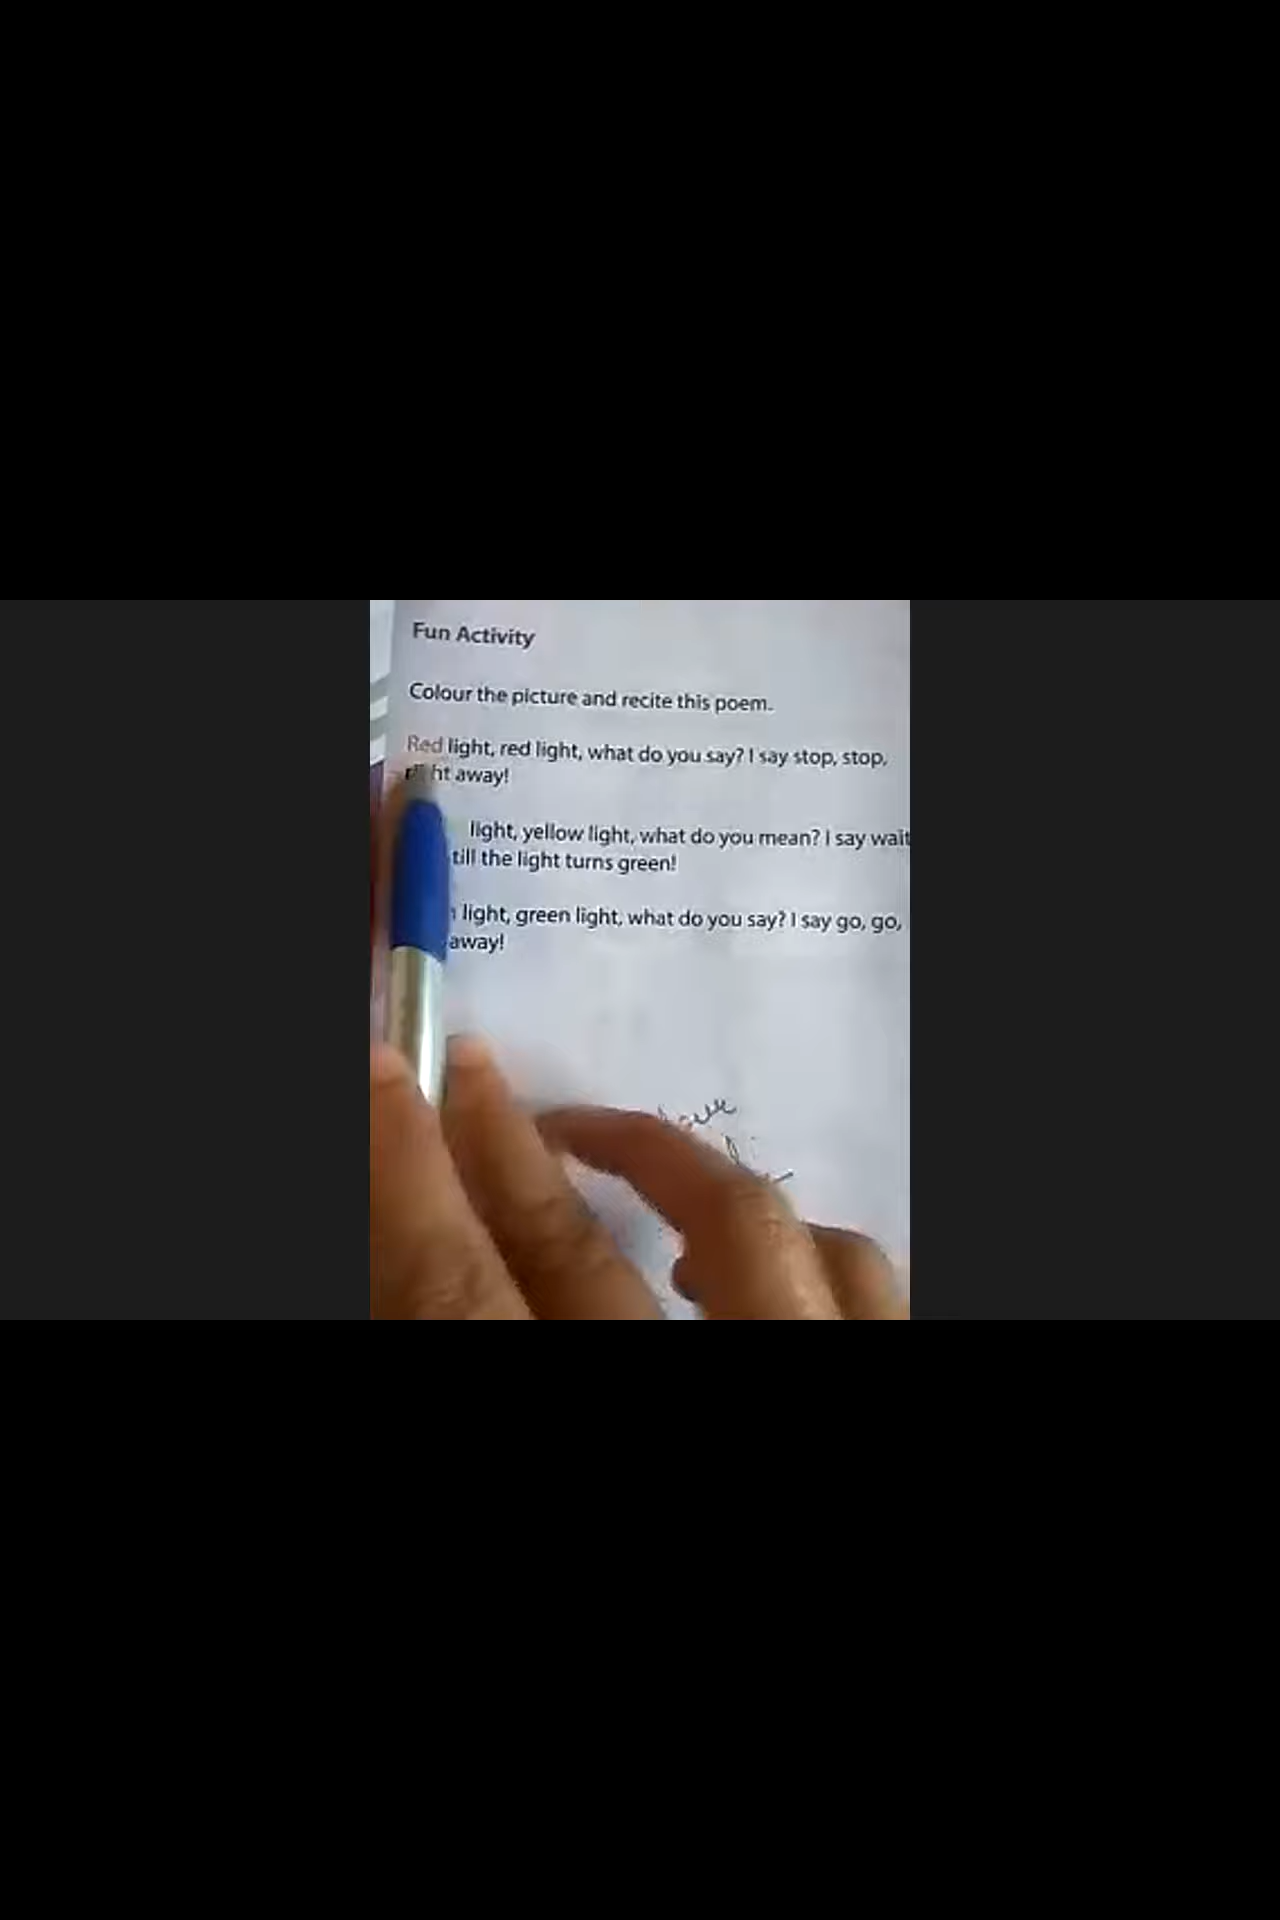 Fun Activity
Colour the picture and recite this poem.
Red light, red light, what do you say? I say stop, stop,
right away!
light, yellow light, what do you mean? I say wait
till the light turns green!
light, green light, what do you say? I say go, go,
away!